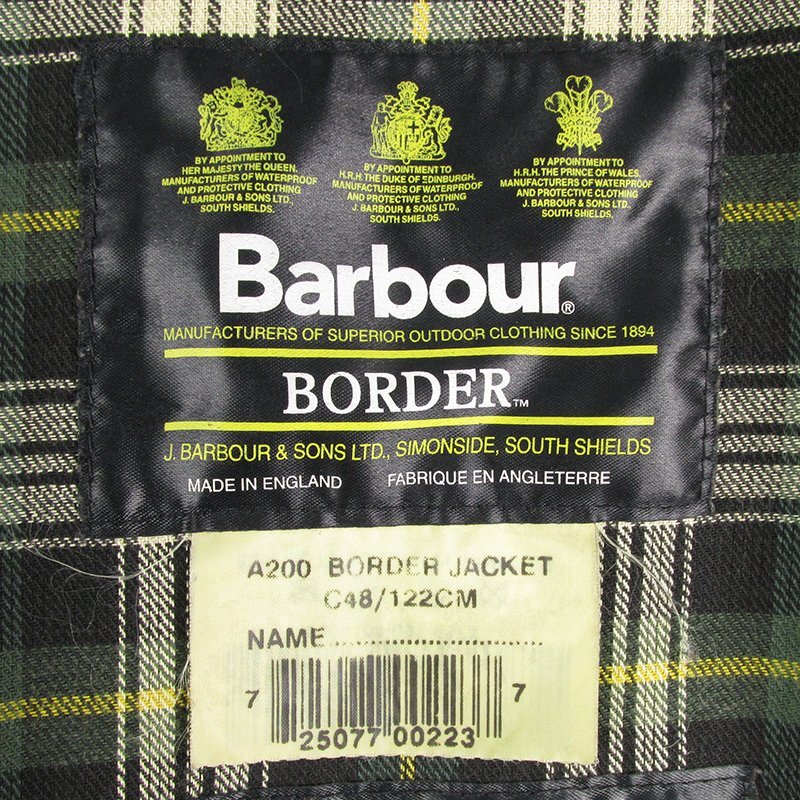 BY APPOINTMENT TO
HER MAJESTY THE QUEEN.
MANUFACTURERS OF WATERPROOF
AND PROTECTIVE CLOTHING
J. BARBOUR & SONS LTD.,
SOUTH SHIELDS.
BY APPOINTMENT TO
H.R.H. THE DUKE OF EDINBURGH.
MANUFACTURERS OF WATERPROOF
AND PROTECTIVE CLOTHING
J. BARBOUR & SONS LTD.,
SOUTH SHIELDS.
BY APPOINTMENT TO
H.R.H. THE PRINCE OF WALES.
MANUFACTURERS OF WATERPROOF
AND PROTECTIVE CLOTHING
J. BARBOUR & SONS LTD.,
SOUTH SHIELDS.
Barbour®
MANUFACTURERS OF SUPERIOR OUTDOOR CLOTHING SINCE 1894
BORDER™
J. BARBOUR & SONS LTD., SIMONSIDE, SOUTH SHIELDS
MADE IN ENGLAND FABRIQUE EN ANGLETERRE
A200 BORDER JACKET
C48/122CM
NAME..............................
7 25077 00223 7